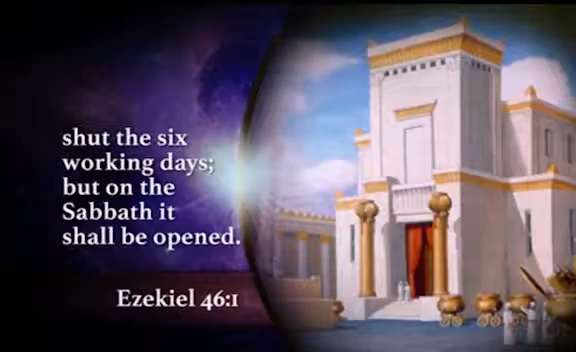 shut the six
working days;
but on the
Sabbath it
shall be opened.
Ezekiel 46:1